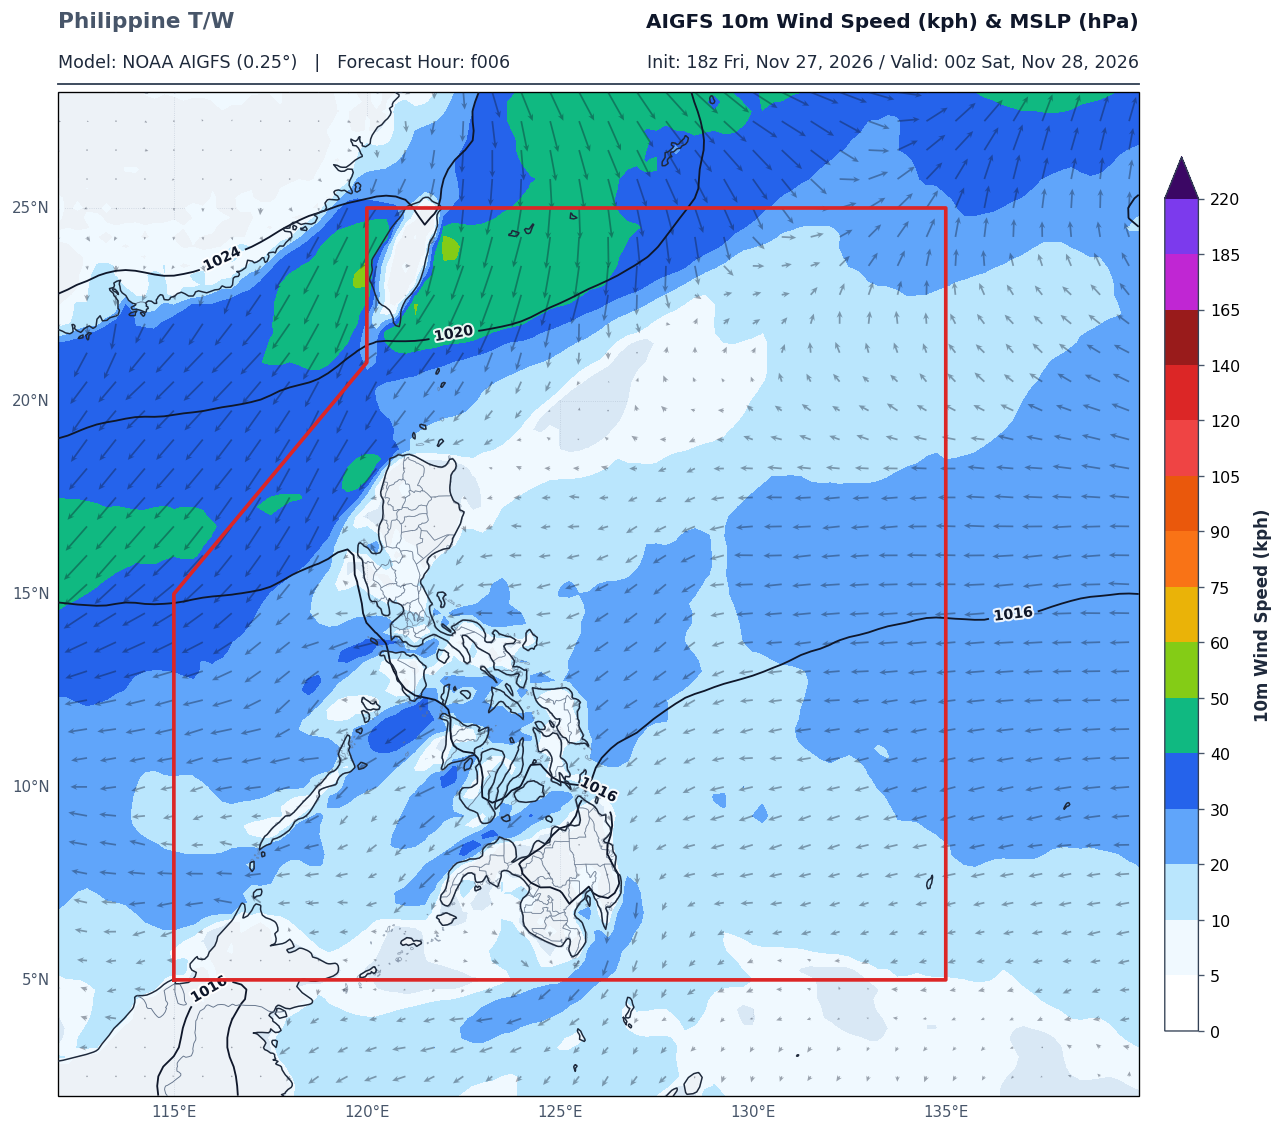 Philippine T/W
AIGFS 10m Wind Speed (kph) & MSLP (hPa)
Model: NOAA AIGFS (0.25°) | Forecast Hour: f006
Init: 18z Fri, Nov 27, 2026 / Valid: 00z Sat, Nov 28, 2026
25°N
20°N
15°N
10°N
5°N
1024
1020
1016
1016
1016
115°E
120°E
125°E
130°E
135°E
220
185
165
140
120
105
90
75
60
50
40
30
20
10
5
0
10m Wind Speed (kph)